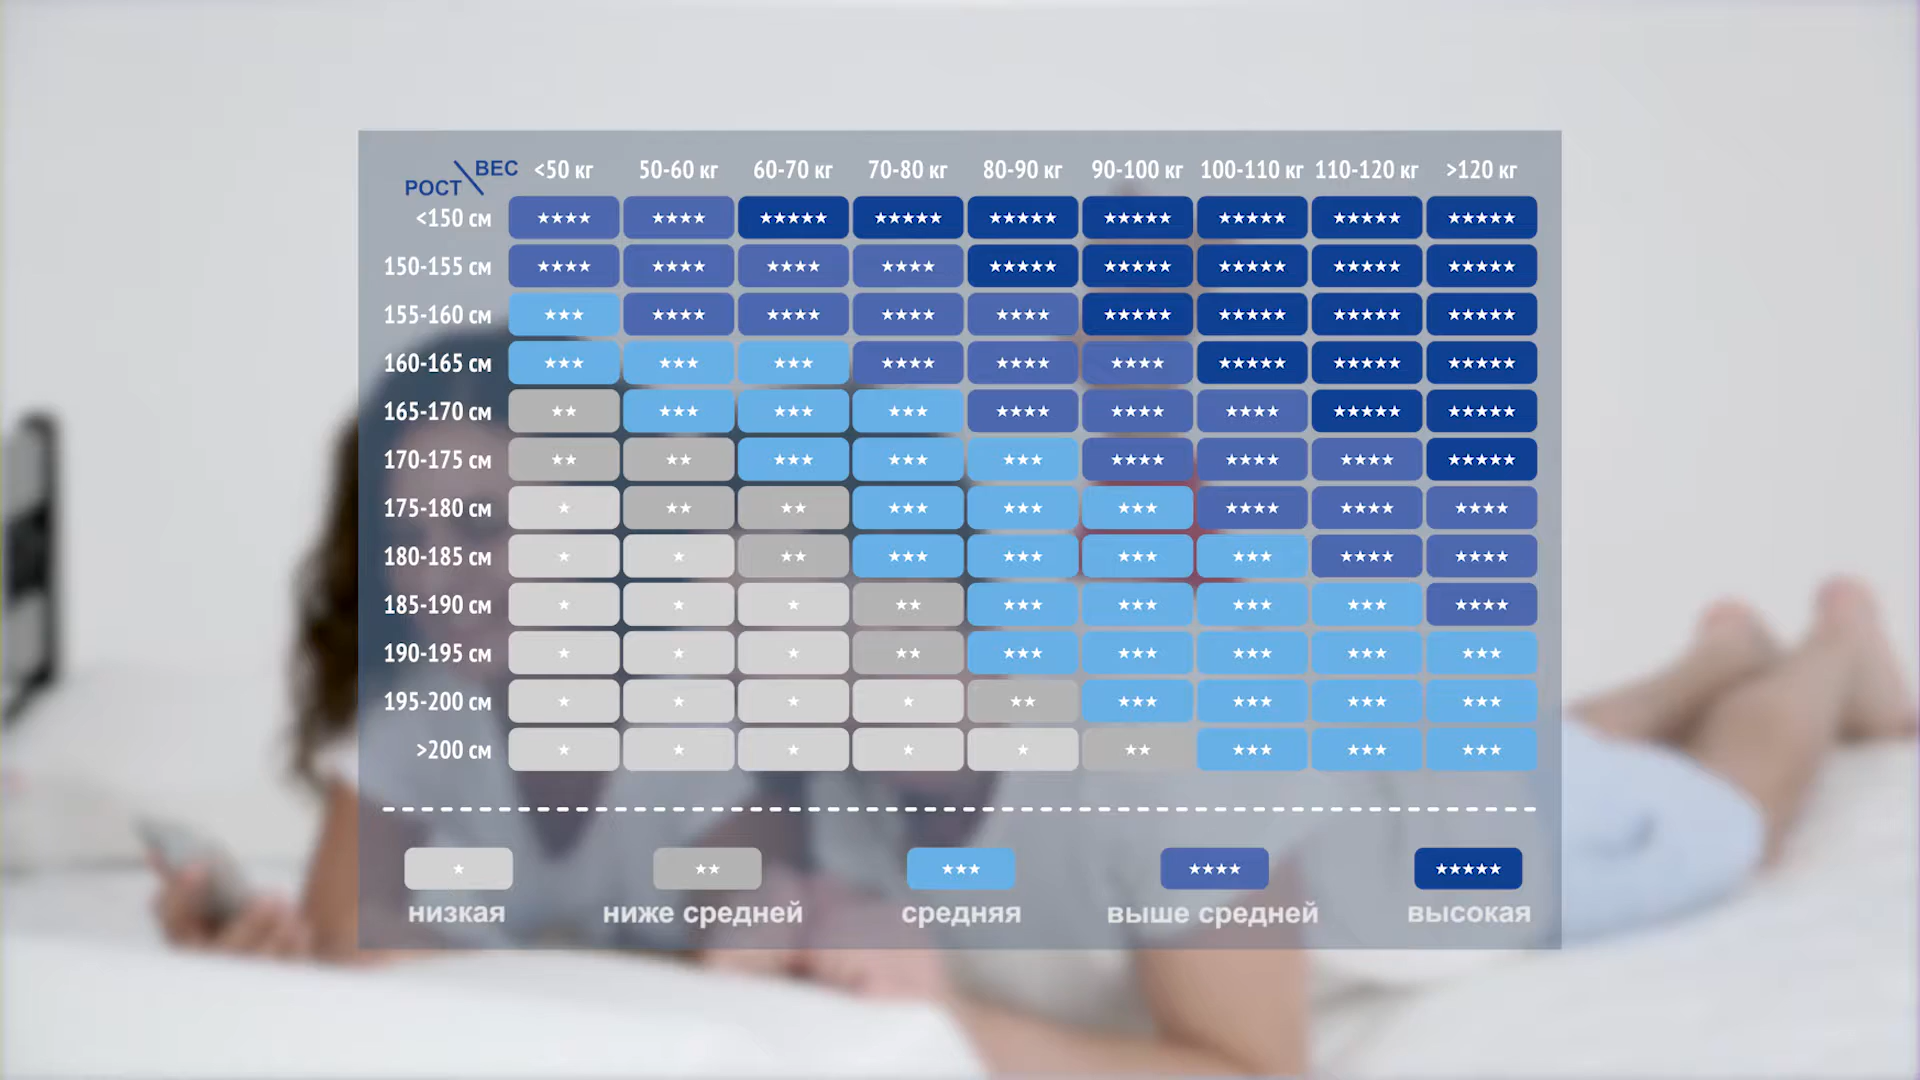 РОСТ\ВЕС <50 кг 50-60 кг 60-70 кг 70-80 кг 80-90 кг 90-100 кг 100-110 кг 110-120 кг >120 кг
<150 см ★★★★ ★★★★ ★★★★★ ★★★★★ ★★★★★ ★★★★★ ★★★★★ ★★★★★ ★★★★★
150-155 см ★★★★ ★★★★ ★★★★ ★★★★ ★★★★★ ★★★★★ ★★★★★ ★★★★★ ★★★★★
155-160 см ★★★ ★★★★ ★★★★ ★★★★ ★★★★ ★★★★★ ★★★★★ ★★★★★ ★★★★★
160-165 см ★★★ ★★★ ★★★ ★★★★ ★★★★ ★★★★ ★★★★★ ★★★★★ ★★★★★
165-170 см ★★ ★★★ ★★★ ★★★ ★★★★ ★★★★ ★★★★ ★★★★★ ★★★★★
170-175 см ★★ ★★ ★★★ ★★★ ★★★ ★★★★ ★★★★ ★★★★ ★★★★★
175-180 см ★ ★★ ★★ ★★★ ★★★ ★★★ ★★★★ ★★★★ ★★★★
180-185 см ★ ★ ★★ ★★★ ★★★ ★★★ ★★★ ★★★★ ★★★★
185-190 см ★ ★ ★ ★★ ★★★ ★★★ ★★★ ★★★ ★★★★
190-195 см ★ ★ ★ ★★ ★★★ ★★★ ★★★ ★★★ ★★★
195-200 см ★ ★ ★ ★ ★★ ★★★ ★★★ ★★★ ★★★
>200 см ★ ★ ★ ★ ★ ★★ ★★★ ★★★ ★★★
★ ★★ ★★★ ★★★★ ★★★★★
низкая ниже средней средняя выше средней высокая